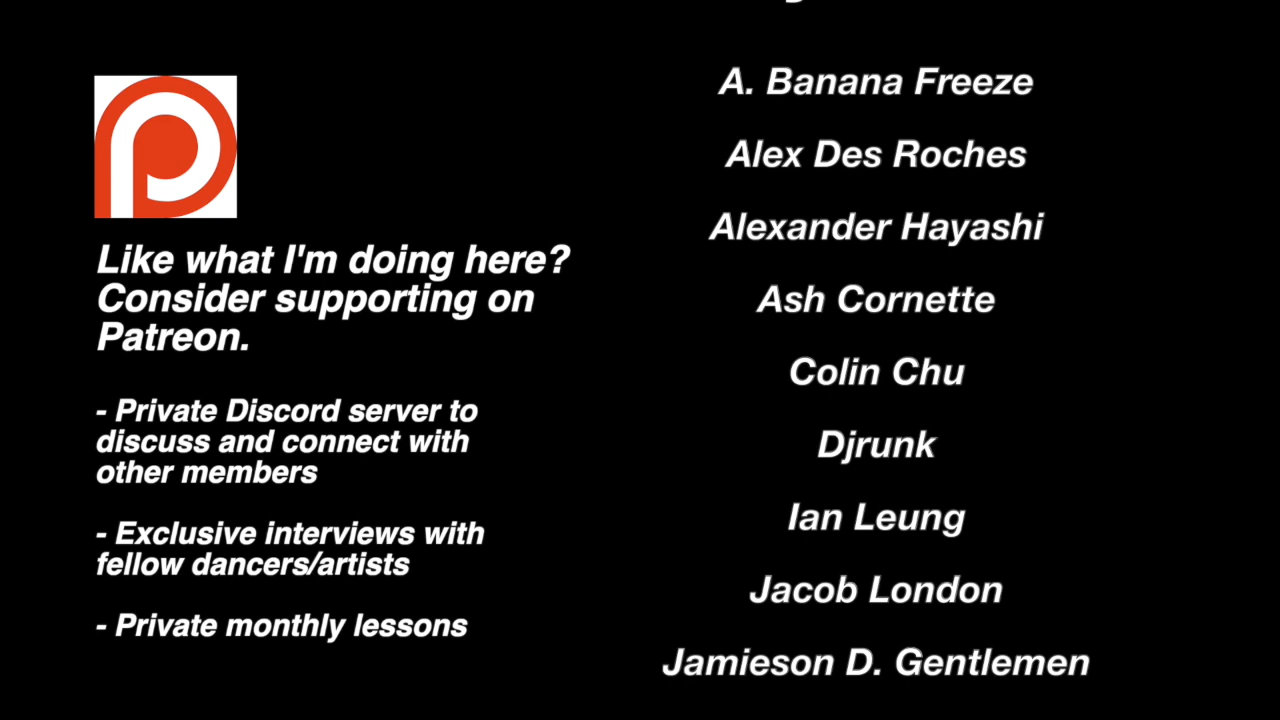 Like what I'm doing here?
Consider supporting on
Patreon.
- Private Discord server to
discuss and connect with
other members
- Exclusive interviews with
fellow dancers/artists
- Private monthly lessons
A. Banana Freeze
Alex Des Roches
Alexander Hayashi
Ash Cornette
Colin Chu
Djrunk
Ian Leung
Jacob London
Jamieson D. Gentlemen